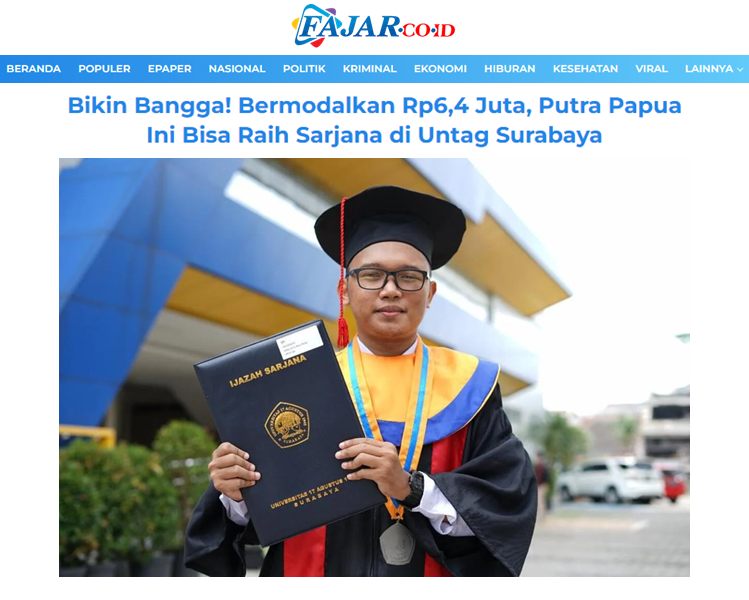 FAJAR.CO.ID
BERANDA POPULER EPAPER NASIONAL POLITIK KRIMINAL EKONOMI HIBURAN KESEHATAN VIRAL LAINNYA
Bikin Bangga! Bermodalkan Rp6,4 Juta, Putra Papua
Ini Bisa Raih Sarjana di Untag Surabaya
IJAZAH SARJANA
UNIVERSITAS 17 AGUSTUS 1
SURABAYA